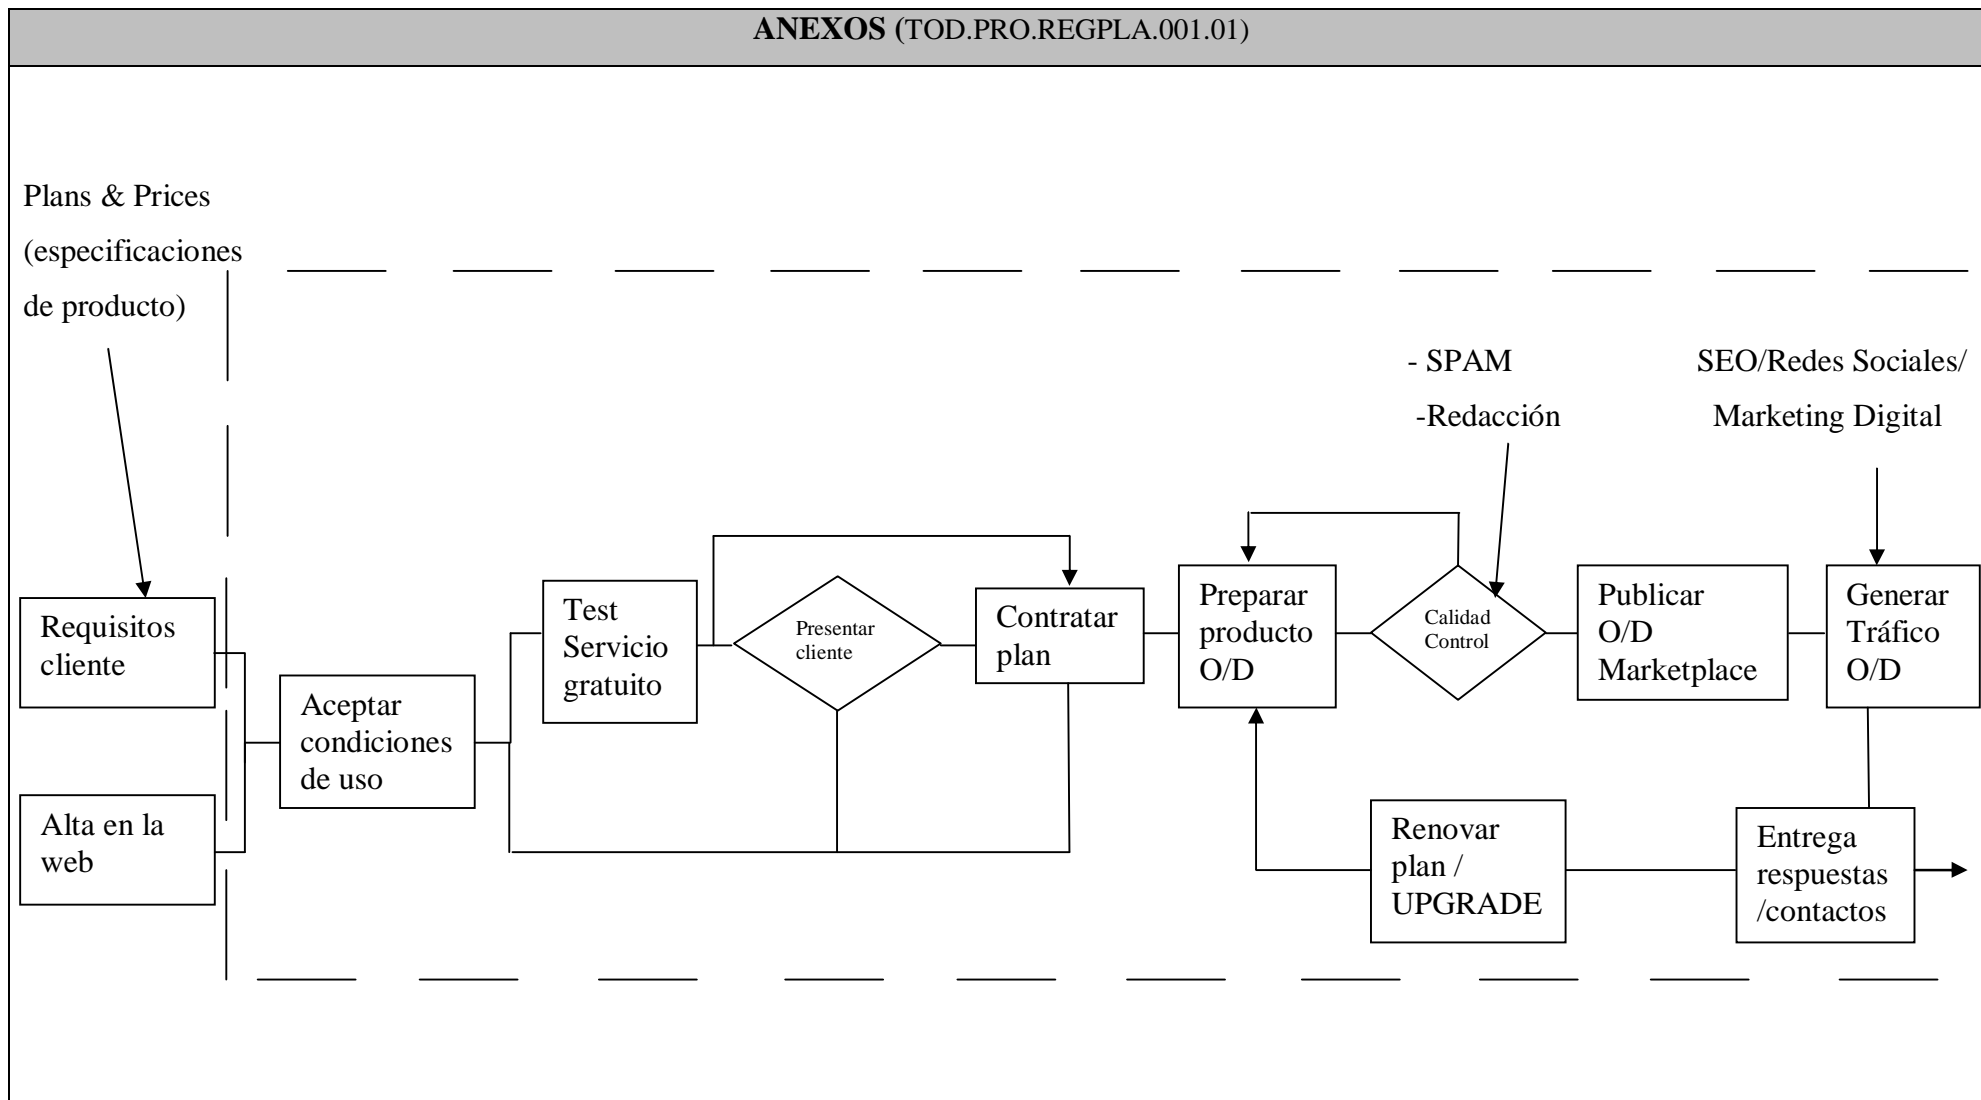 ANEXOS (TOD.PRO.REGPLA.001.01)
Plans & Prices
(especificaciones
de producto)
- SPAM
-Redacción
SEO/Redes Sociales/
Marketing Digital
Requisitos
cliente
Alta en la
web
Aceptar
condiciones
de uso
Test
Servicio
gratuito
Presentar
cliente
Contratar
plan
Preparar
producto
O/D
Calidad
Control
Publicar
O/D
Marketplace
Generar
Tráfico
O/D
Renovar
plan /
UPGRADE
Entrega
respuestas
/contactos